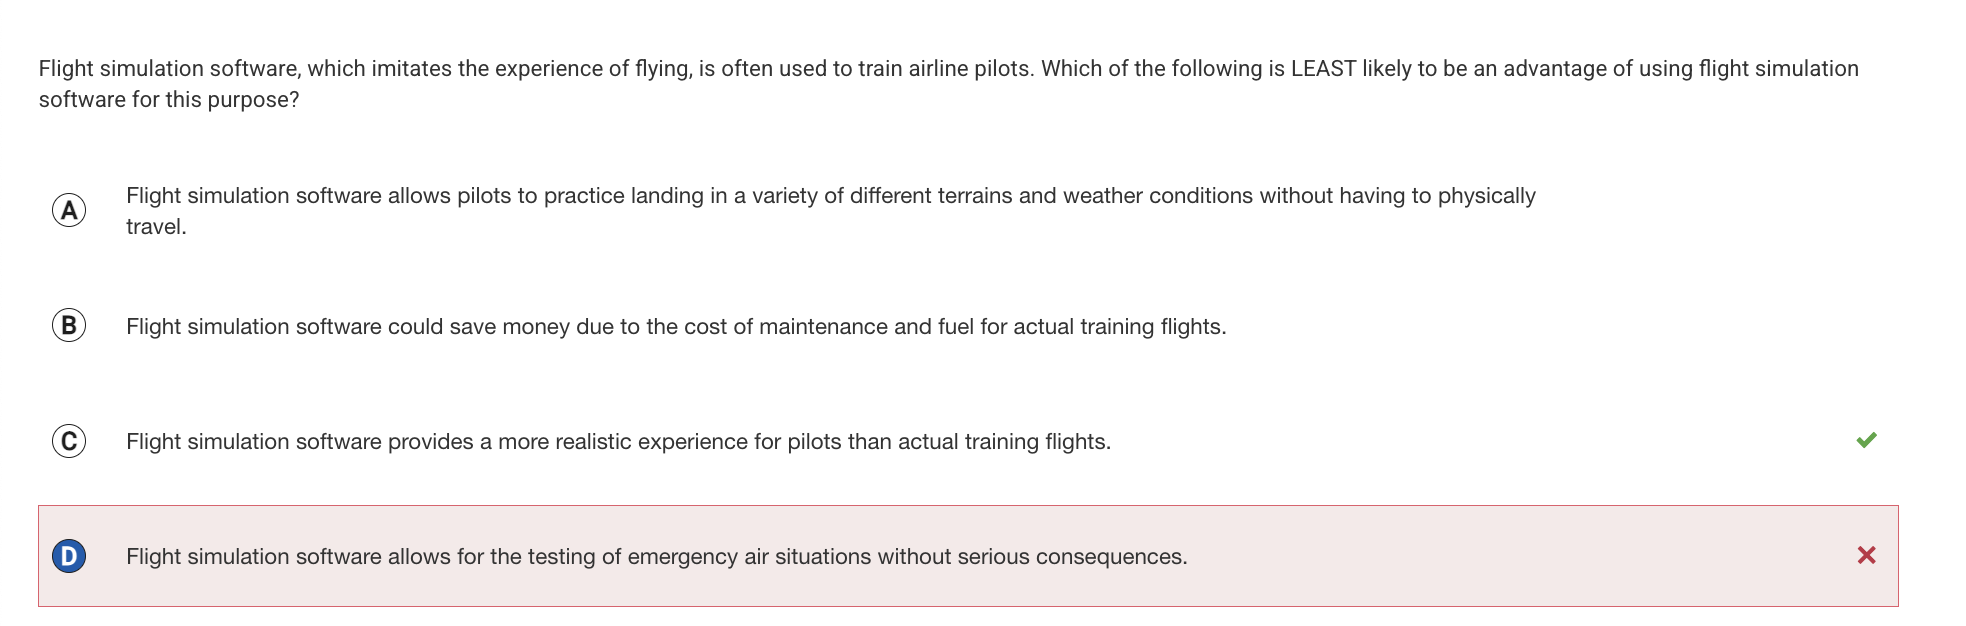 Flight simulation software, which imitates the experience of flying, is often used to train airline pilots. Which of the following is LEAST likely to be an advantage of using flight simulation
software for this purpose?
A Flight simulation software allows pilots to practice landing in a variety of different terrains and weather conditions without having to physically
travel.
B Flight simulation software could save money due to the cost of maintenance and fuel for actual training flights.
C Flight simulation software provides a more realistic experience for pilots than actual training flights.
D Flight simulation software allows for the testing of emergency air situations without serious consequences.